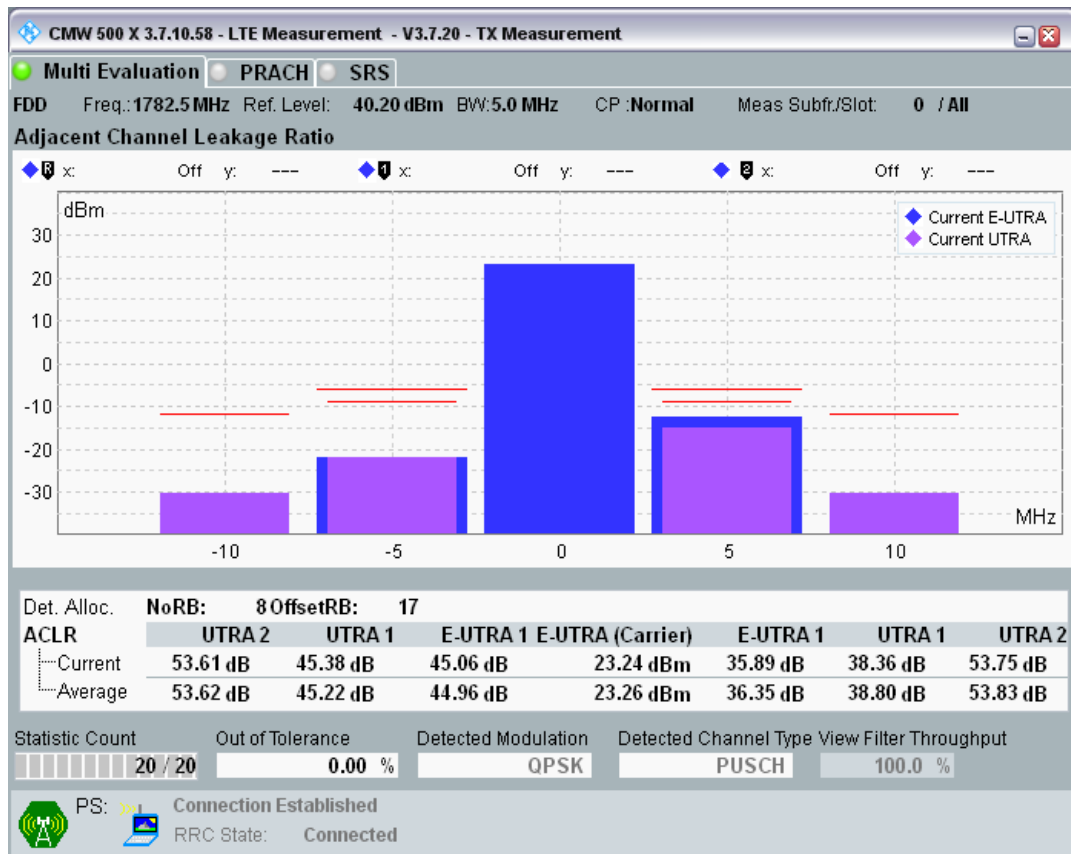 CMW 500 X 3.7.10.58 - LTE Measurement - V3.7.20 - TX Measurement
Multi Evaluation PRACH SRS
FDD Freq.:1782.5 MHz Ref. Level: 40.20 dBm BW:5.0 MHz CP :Normal Meas Subfr./Slot: 0 / All
Adjacent Channel Leakage Ratio
R x: Off y: --- 1 x: Off y: --- 2 x: Off y: ---
dBm
Current E-UTRA
Current UTRA
30
20
10
0
-10
-20
-30
MHz
-10 -5 0 5 10
Det. Alloc. NoRB: 8 OffsetRB: 17
ACLR UTRA 2 UTRA 1 E-UTRA 1 E-UTRA (Carrier) E-UTRA 1 UTRA 1 UTRA 2
Current 53.61 dB 45.38 dB 45.06 dB 23.24 dBm 35.89 dB 38.36 dB 53.75 dB
Average 53.62 dB 45.22 dB 44.96 dB 23.26 dBm 36.35 dB 38.80 dB 53.83 dB
Statistic Count Out of Tolerance Detected Modulation Detected Channel Type View Filter Throughput
20 / 20 0.00 % QPSK PUSCH 100.0 %
PS: Connection Established
RRC State: Connected